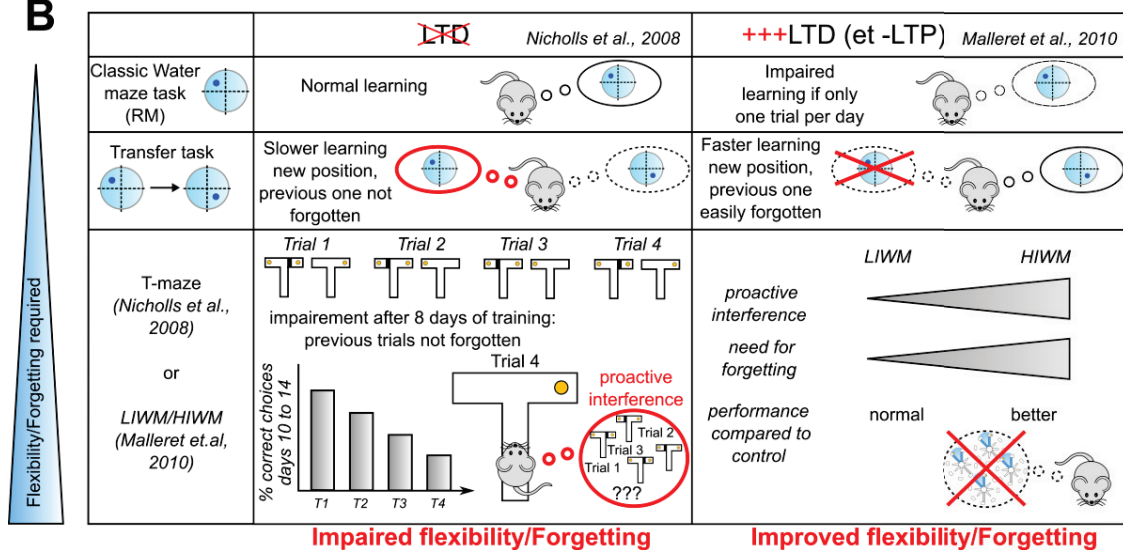 B
LTD
Nicholls et al., 2008
+++LTD (et -LTP)
Malleret et al., 2010
Classic Water
maze task
(RM)
Normal learning
Impaired
learning if only
one trial per day
Transfer task
Slower learning
new position,
previous one not
forgotten
Faster learning
new position,
previous one
easily forgotten
Flexibility/Forgetting required
T-maze
(Nicholls et al.,
2008)
or
LIWM/HIWM
(Malleret et.al,
2010)
Trial 1
Trial 2
Trial 3
Trial 4
impairement after 8 days of training:
previous trials not forgotten
% correct choices
days 10 to 14
T1
T2
T3
T4
Trial 4
proactive
interference
Trial 2
Trial 3
Trial 1
???
LIWM
HIWM
proactive
interference
need for
forgetting
performance
compared to
control
normal
better
Impaired flexibility/Forgetting
Improved flexibility/Forgetting